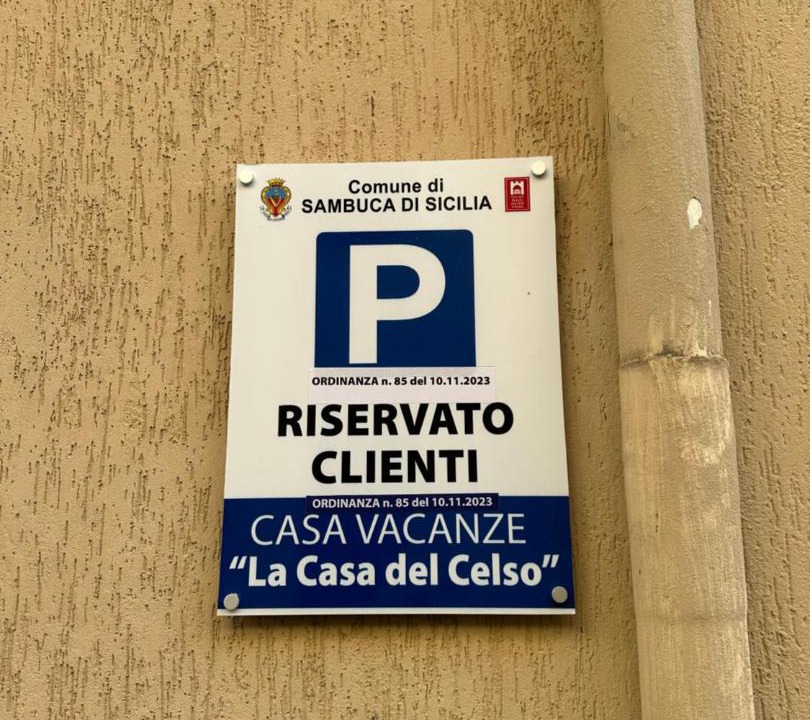 Comune di
SAMBUCA DI SICILIA
P
ORDINANZA n. 85 del 10.11.2023
RISERVATO
CLIENTI
ORDINANZA n. 85 del 10.11.2023
CASA VACANZE
“La Casa del Celso”